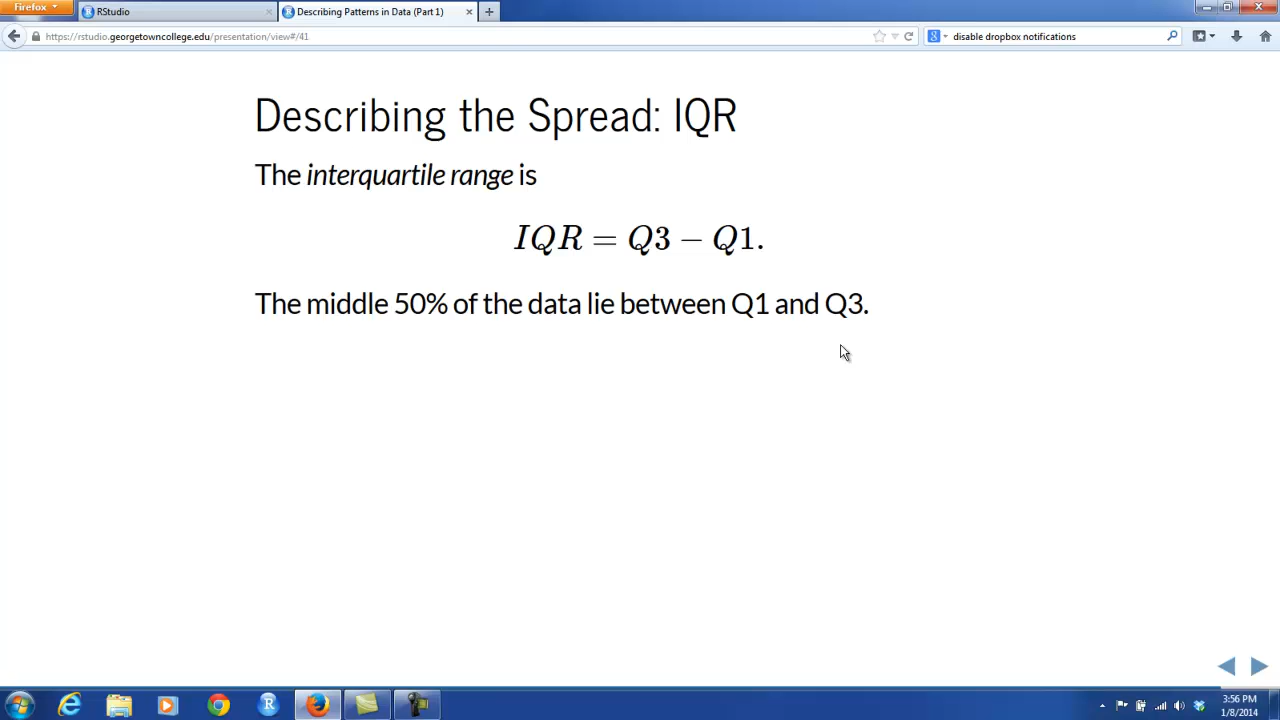 Firefox
RStudio
Describing Patterns in Data (Part 1)
https://rstudio.georgetowncollege.edu/presentation/view#/41
disable dropbox notifications
Describing the Spread: IQR
The interquartile range is
IQR = Q3 − Q1.
The middle 50% of the data lie between Q1 and Q3.
3:56 PM
1/8/2014